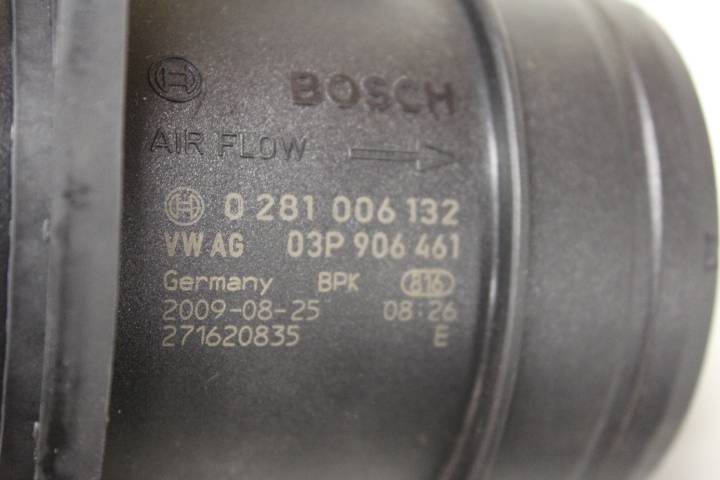 BOSCH
AIR FLOW
0 281 006 132
VW AG 03P 906 461
Germany BPK 816
2009-08-25 08:26
271620835 E